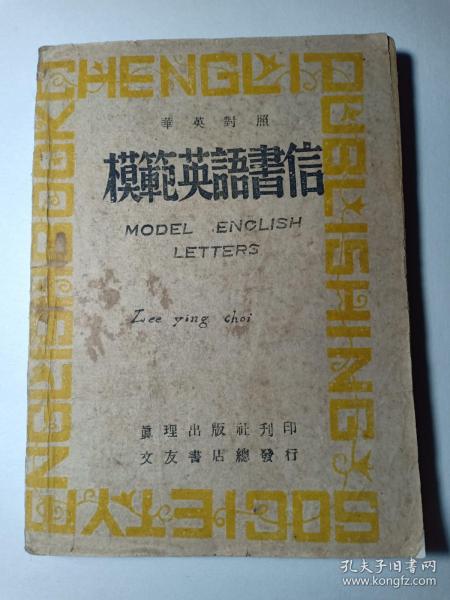 CHENGLI
PUBLISHING
SOCIETY
華英對照
模範英語書信
MODEL ENGLISH
LETTERS
Lee ying choi
眞理出版社刊印
文友書店總發行
孔夫子旧书网
www.kongfz.com